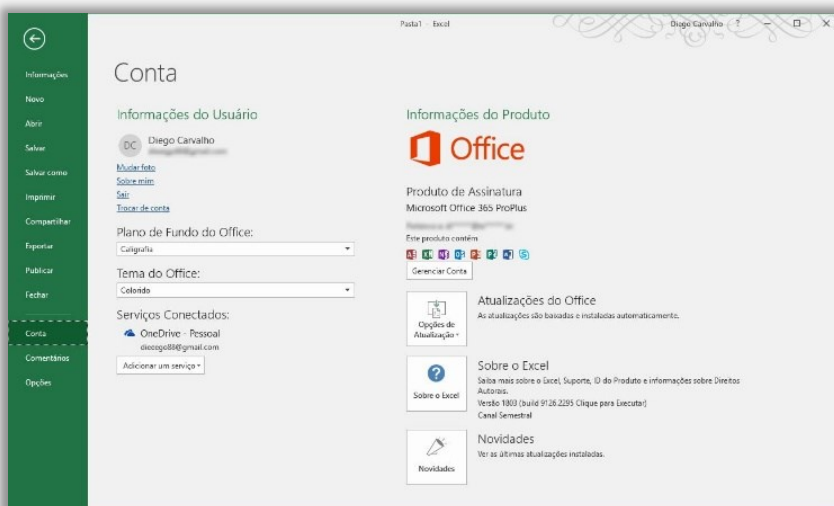 Pasta1 - Excel
Diego Carvalho ?
Informações
Novo
Abrir
Salvar
Salvar como
Imprimir
Compartilhar
Exportar
Publicar
Fechar
Conta
Comentários
Opções
Conta
Informações do Usuário
DC
Diego Carvalho
Mudar foto
Sobre mim
Sair
Trocar de conta
Plano de Fundo do Office:
Caligrafia
Tema do Office:
Colorido
Serviços Conectados:
OneDrive - Pessoal
diecego88@gmail.com
Adicionar um serviço
Informações do Produto
Office
Produto de Assinatura
Microsoft Office 365 ProPlus
Este produto contém
Gerenciar Conta
Opções de
Atualização
Atualizações do Office
As atualizações são baixadas e instaladas automaticamente.
Sobre o Excel
Sobre o Excel
Saiba mais sobre o Excel, Suporte, ID do Produto e informações sobre Direitos
Autorais.
Versão 1803 (build 9126.2295 Clique para Executar)
Canal Semestral
Novidades
Novidades
Ver as últimas atualizações instaladas.